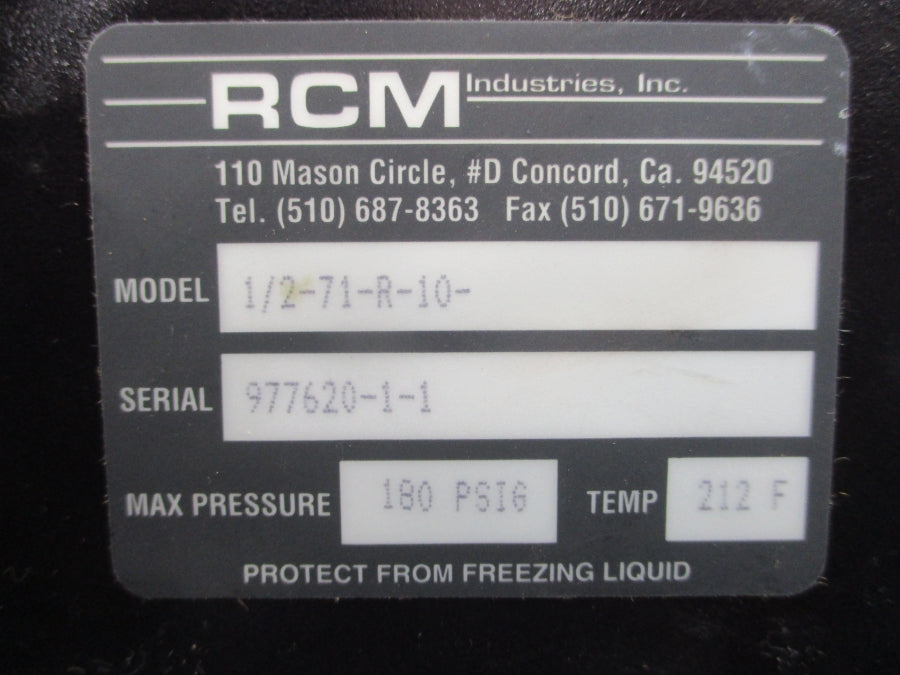 RCM Industries, Inc.
110 Mason Circle, #D Concord, Ca. 94520
Tel. (510) 687-8363 Fax (510) 671-9636
MODEL 1/2-71-R-10-
SERIAL 977620-1-1
MAX PRESSURE 180 PSIG TEMP 212 F
PROTECT FROM FREEZING LIQUID